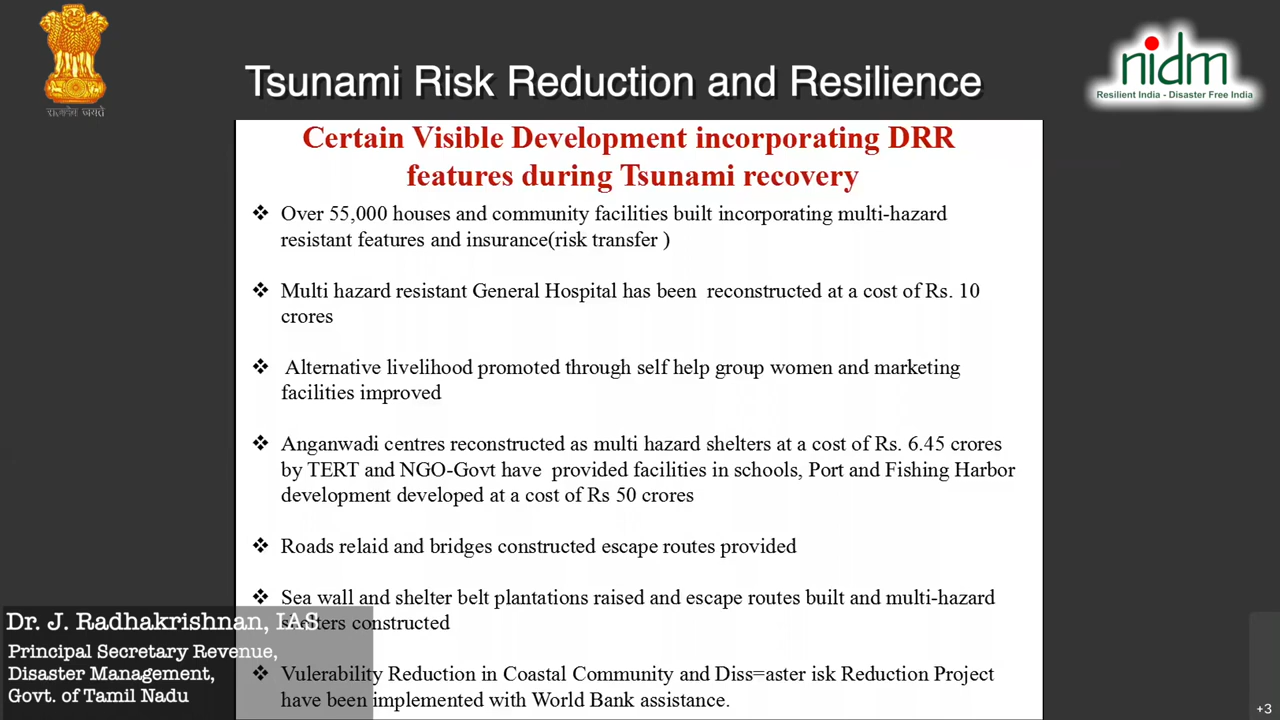 सत्यमेव जयते
Tsunami Risk Reduction and Resilience
nidm
Resilient India - Disaster Free India
Certain Visible Development incorporating DRR
features during Tsunami recovery
❖ Over 55,000 houses and community facilities built incorporating multi-hazard
resistant features and insurance(risk transfer )
❖ Multi hazard resistant General Hospital has been reconstructed at a cost of Rs. 10
crores
❖ Alternative livelihood promoted through self help group women and marketing
facilities improved
❖ Anganwadi centres reconstructed as multi hazard shelters at a cost of Rs. 6.45 crores
by TERT and NGO-Govt have provided facilities in schools, Port and Fishing Harbor
development developed at a cost of Rs 50 crores
❖ Roads relaid and bridges constructed escape routes provided
❖ Sea wall and shelter belt plantations raised and escape routes built and multi-hazard
shelters constructed
❖ Vulerability Reduction in Coastal Community and Diss=aster isk Reduction Project
have been implemented with World Bank assistance.
Dr. J. Radhakrishnan, IAS
Principal Secretary Revenue,
Disaster Management,
Govt. of Tamil Nadu
+3